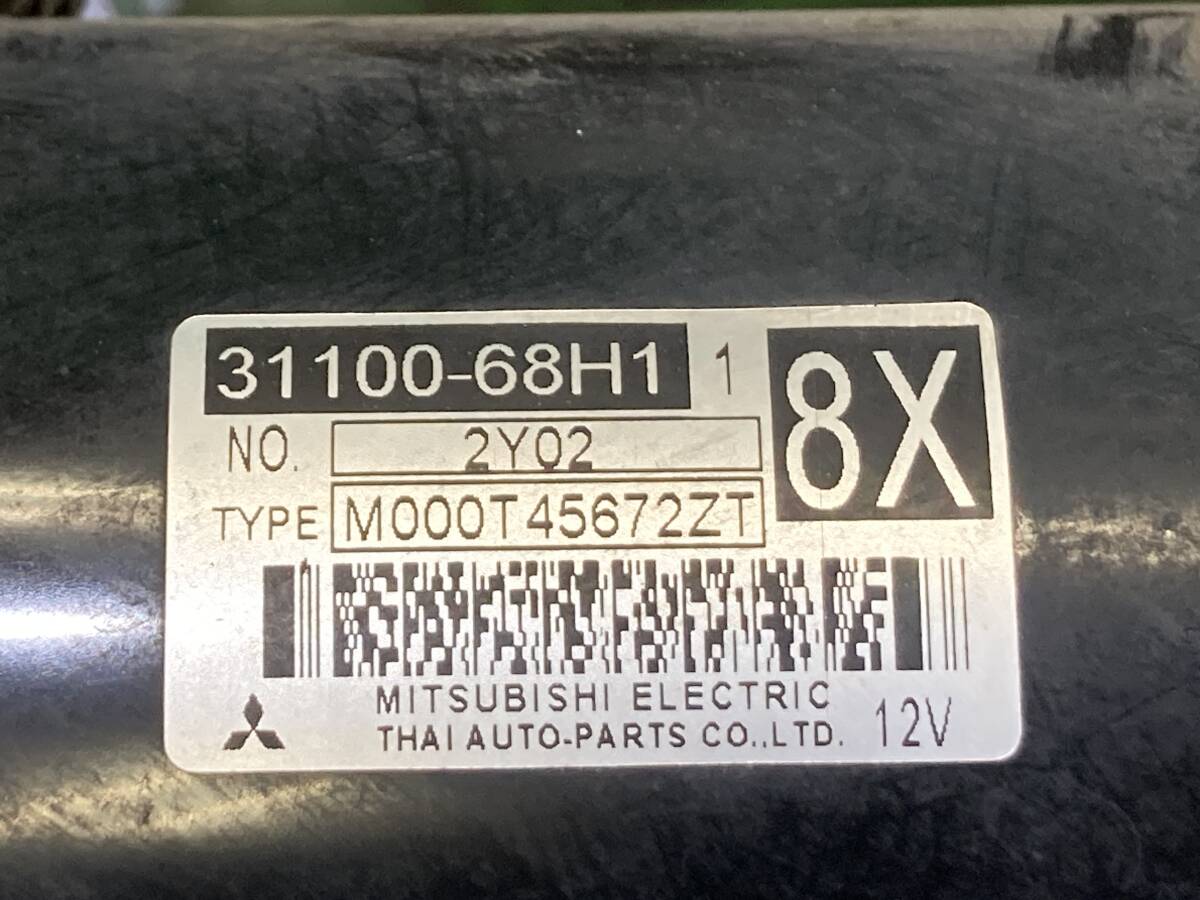 31100-68H1 1
8X
NO. 2Y02
TYPE M000T45672ZT
MITSUBISHI ELECTRIC
THAI AUTO-PARTS CO.,LTD. 12V